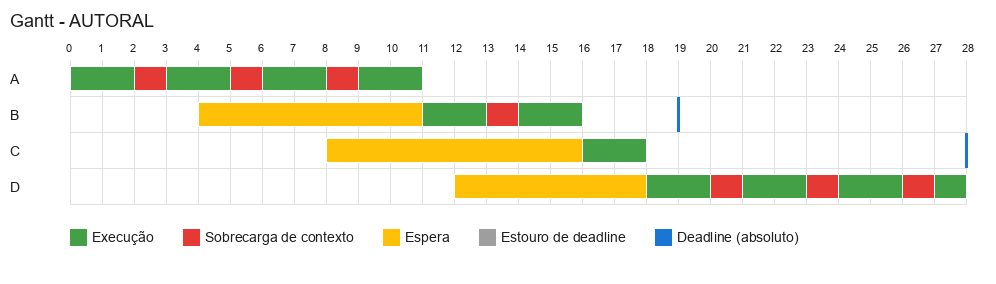 Gantt - AUTORAL
0 1 2 3 4 5 6 7 8 9 10 11 12 13 14 15 16 17 18 19 20 21 22 23 24 25 26 27 28
A
B
C
D
Execução Sobrecarga de contexto Espera Estouro de deadline Deadline (absoluto)